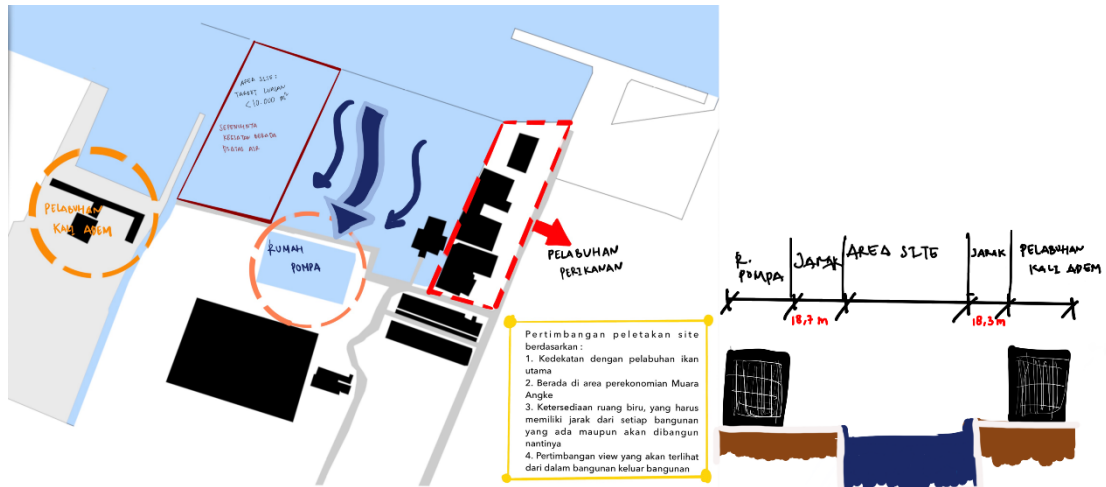 AREA SITE :
TARGET LUASAN
< 10.000 m²
SEPENUHNYA
KEGIATAN BERADA
DIATAS AIR
PELABUHAN
KALI ADEM
RUMAH
POMPA
PELABUHAN
PERIKANAN
Pertimbangan peletakan site
berdasarkan :
1. Kedekatan dengan pelabuhan ikan
utama
2. Berada di area perekonomian Muara
Angke
3. Ketersediaan ruang biru, yang harus
memiliki jarak dari setiap bangunan
yang ada maupun akan dibangun
nantinya
4. Pertimbangan view yang akan terlihat
dari dalam bangunan keluar bangunan
R.
POMPA
JARAK
AREA SITE
JARAK
PELABUHAN
KALI ADEM
18,7 m
18,3 m